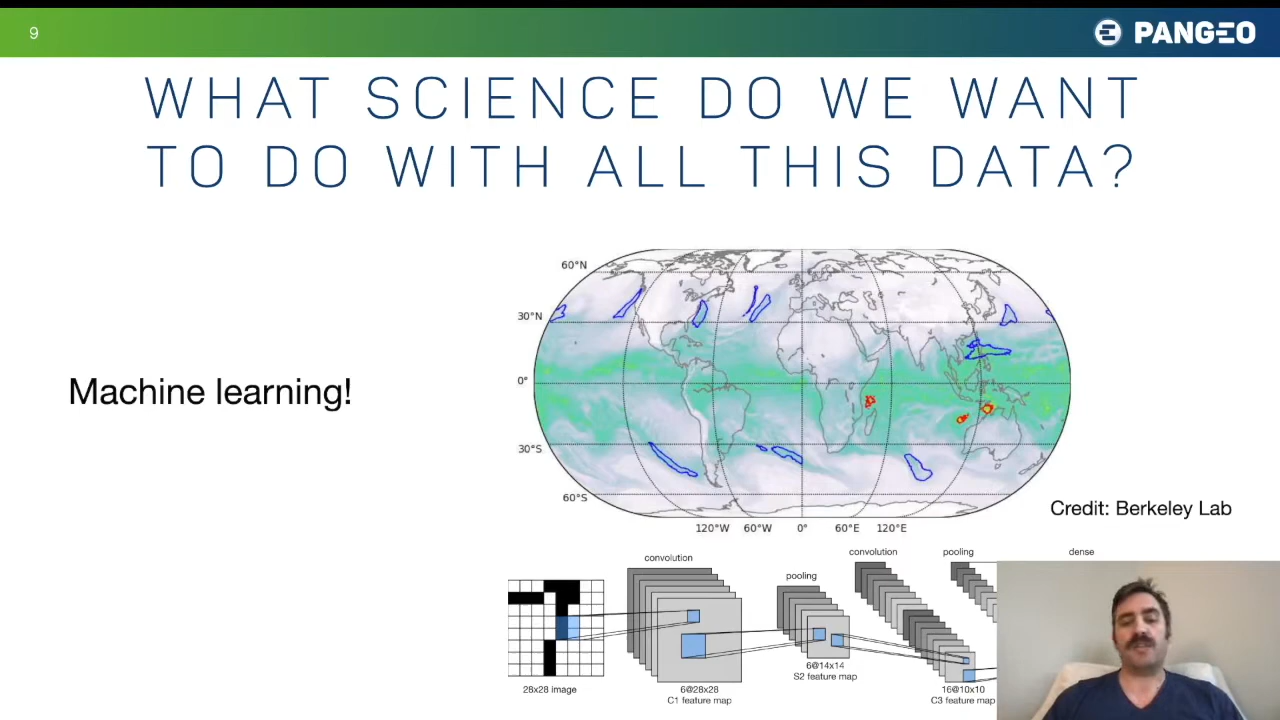 9
PANGEO
WHAT SCIENCE DO WE WANT
TO DO WITH ALL THIS DATA?
Machine learning!
60°N
30°N
0°
30°S
60°S
120°W 60°W 0° 60°E 120°E
Credit: Berkeley Lab
convolution
pooling
convolution
pooling
dense
28x28 image
6@28x28
C1 feature map
6@14x14
S2 feature map
16@10x10
C3 feature map